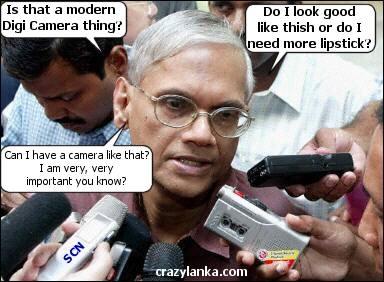 Is that a modern
Digi Camera thing?
Do I look good
like thish or do I
need more lipstick?
Can I have a camera like that?
I am very, very
important you know?
SCN
crazylanka.com